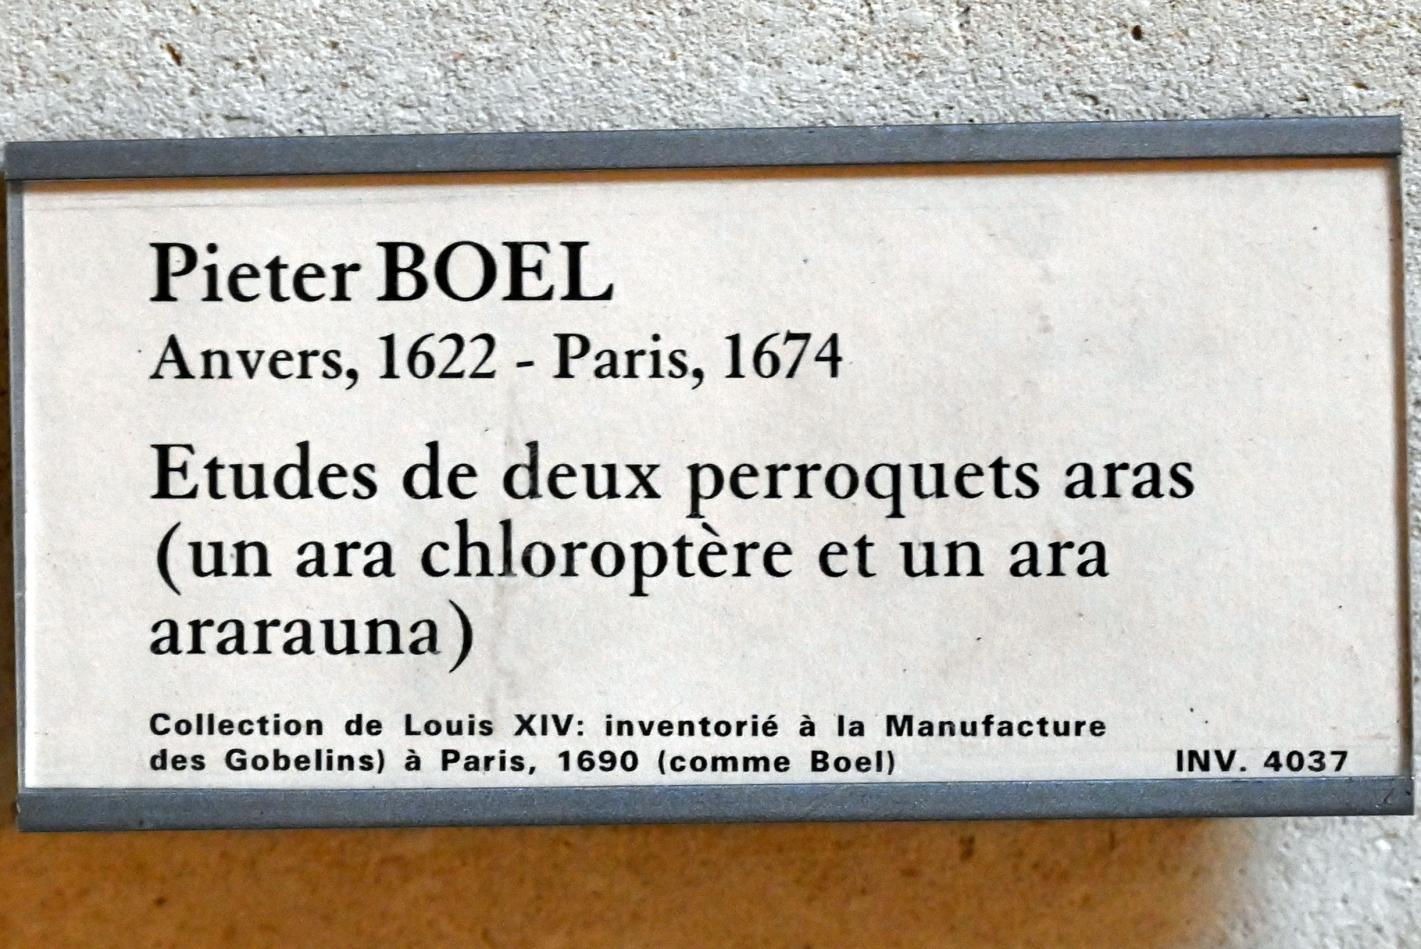 Pieter BOEL
Anvers, 1622 - Paris, 1674
Etudes de deux perroquets aras
(un ara chloroptère et un ara
ararauna)
Collection de Louis XIV: inventorié à la Manufacture
des Gobelins) à Paris, 1690 (comme Boel)
INV. 4037